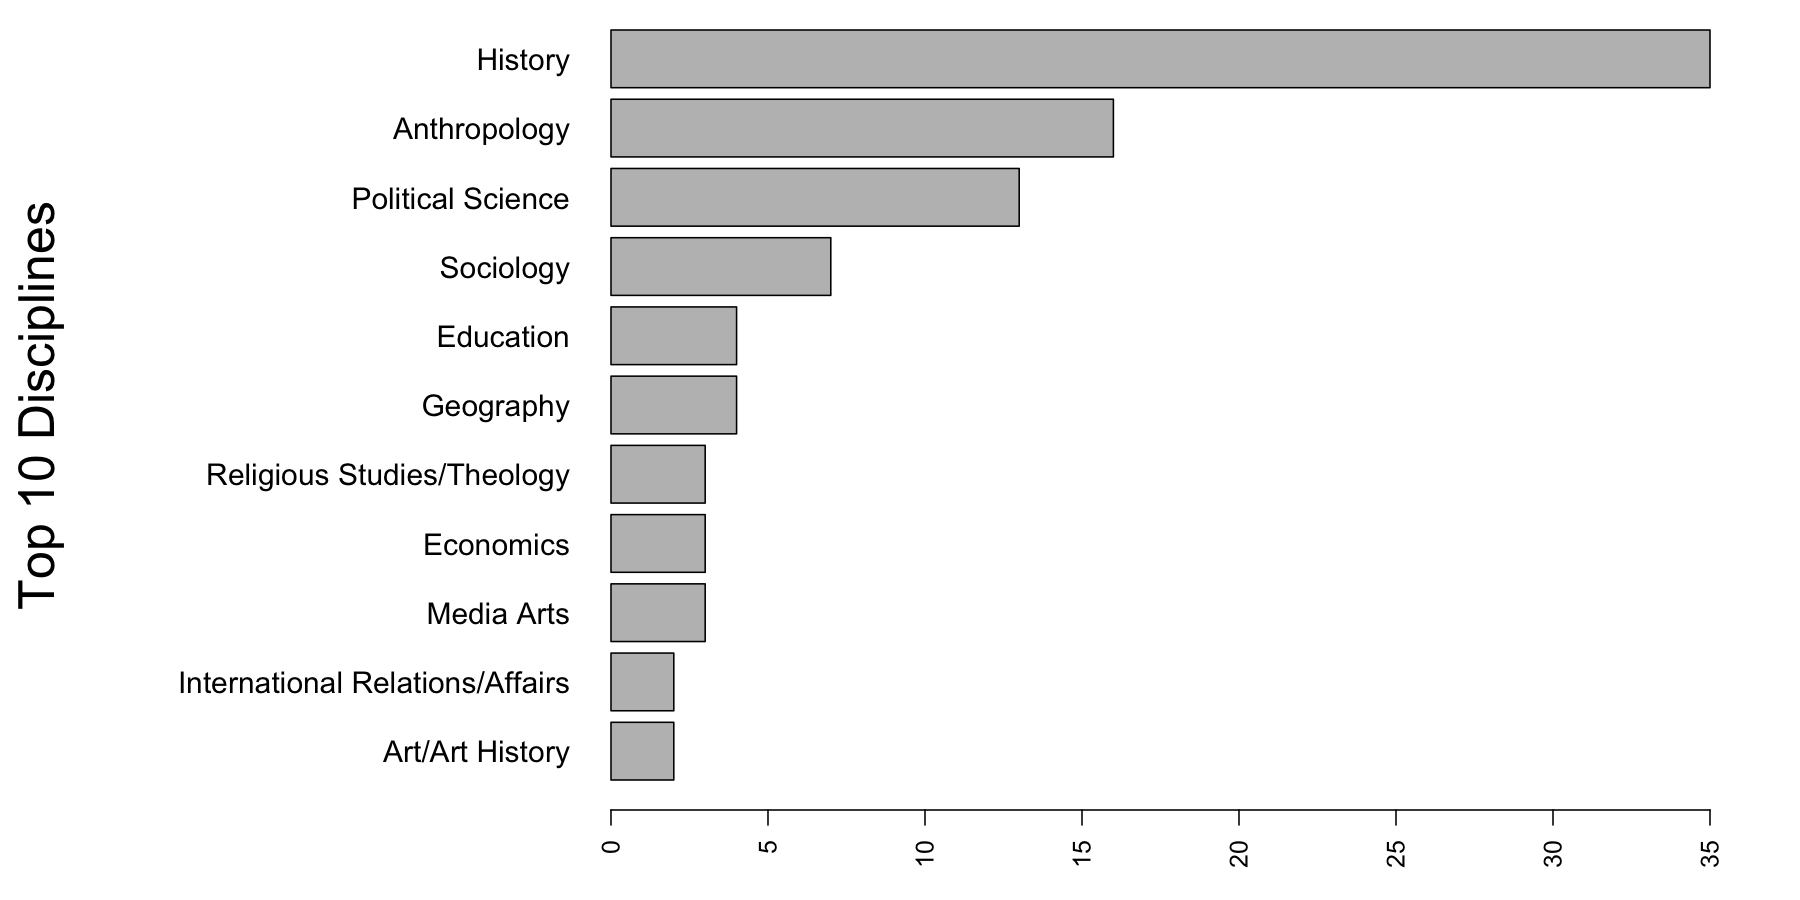 Top 10 Disciplines
History
Anthropology
Political Science
Sociology
Education
Geography
Religious Studies/Theology
Economics
Media Arts
International Relations/Affairs
Art/Art History
0 5 10 15 20 25 30 35